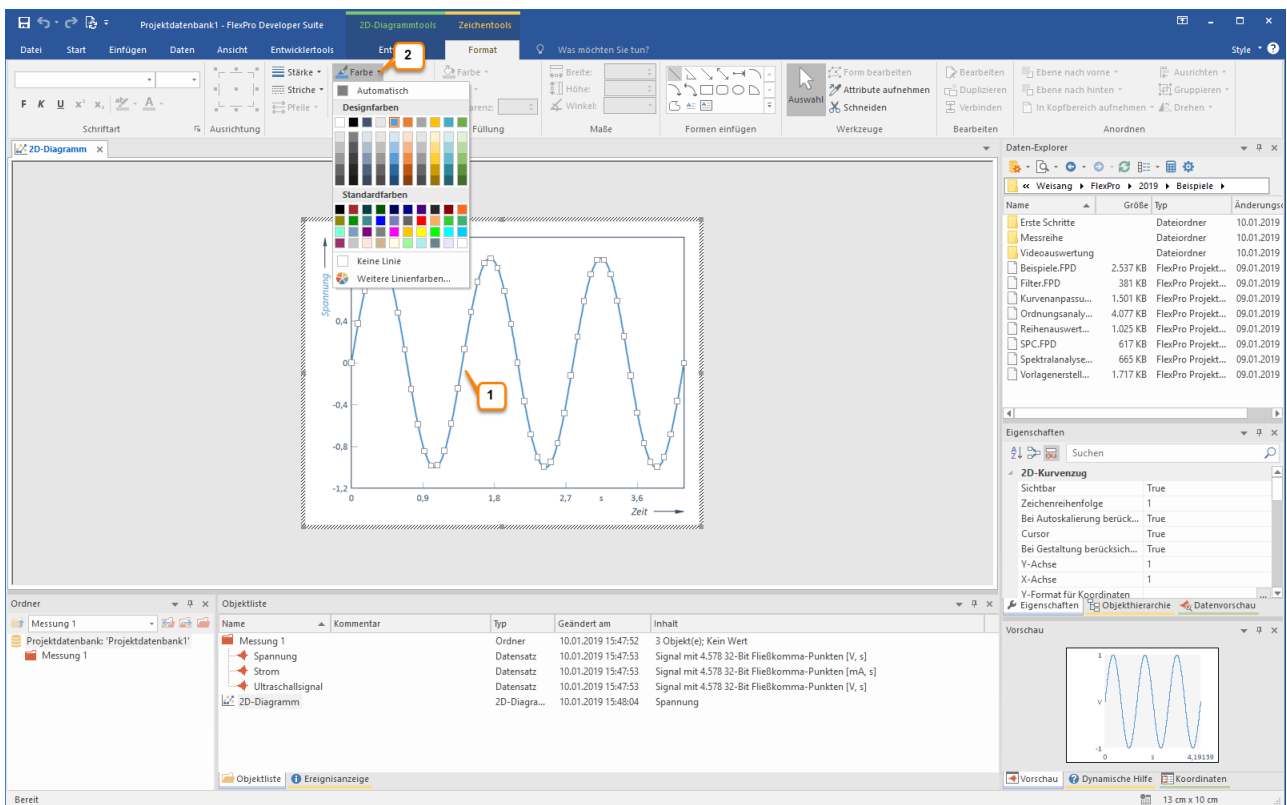 Projektdatenbank1 - FlexPro Developer Suite
2D-Diagrammtools
Zeichentools
Datei Start Einfügen Daten Ansicht Entwicklertools Ent Format Was möchten Sie tun? Style
2
Stärke Farbe Farbe Breite: Form bearbeiten Bearbeiten Ebene nach vorne Ausrichten
Striche Automatisch Höhe: Attribute aufnehmen Duplizieren Ebene nach hinten Gruppieren
F K U x² x₂ A Pfeile Designfarben arenz: Winkel: Auswahl Schneiden Verbinden In Kopfbereich aufnehmen Drehen
Schriftart Ausrichtung Füllung Maße Formen einfügen Werkzeuge Bearbeiten Anordnen
Standardfarben
Keine Linie
Weitere Linienfarben...
2D-Diagramm
Spannung
0,4
0
-0,4
-0,8
-1,2
0 0,9 1,8 2,7 s 3,6
Zeit
1
Daten-Explorer
« Weisang FlexPro 2019 Beispiele
Name Größe Typ Änderungsd
Erste Schritte Dateiordner 10.01.2019
Messreihe Dateiordner 10.01.2019
Videoauswertung Dateiordner 10.01.2019
Beispiele.FPD 2.537 KB FlexPro Projekt... 09.01.2019
Filter.FPD 381 KB FlexPro Projekt... 09.01.2019
Kurvenanpassu... 1.501 KB FlexPro Projekt... 09.01.2019
Ordnungsanaly... 4.077 KB FlexPro Projekt... 09.01.2019
Reihenauswert... 1.025 KB FlexPro Projekt... 09.01.2019
SPC.FPD 617 KB FlexPro Projekt... 09.01.2019
Spektralanalyse... 665 KB FlexPro Projekt... 09.01.2019
Vorlagenerstell... 1.717 KB FlexPro Projekt... 09.01.2019
Eigenschaften
Suchen
2D-Kurvenzug
Sichtbar True
Zeichenreihenfolge 1
Bei Autoskalierung berück... True
Cursor True
Bei Gestaltung berücksich... True
Y-Achse 1
X-Achse 1
Y-Format für Koordinaten ...
Eigenschaften Objekthierarchie Datenvorschau
Ordner
Messung 1
Projektdatenbank: 'Projektdatenbank1'
Messung 1
Objektliste
Name Kommentar Typ Geändert am Inhalt
Messung 1 Ordner 10.01.2019 15:47:52 3 Objekt(e); Kein Wert
Spannung Datensatz 10.01.2019 15:47:53 Signal mit 4.578 32-Bit Fließkomma-Punkten [V, s]
Strom Datensatz 10.01.2019 15:47:53 Signal mit 4.578 32-Bit Fließkomma-Punkten [mA, s]
Ultraschallsignal Datensatz 10.01.2019 15:47:53 Signal mit 4.578 32-Bit Fließkomma-Punkten [V, s]
2D-Diagramm 2D-Diagra... 10.01.2019 15:48:04 Spannung
Objektliste Ereignisanzeige
Vorschau
1
V
-1
0 s 4,19139
Vorschau Dynamische Hilfe Koordinaten
Bereit 13 cm x 10 cm